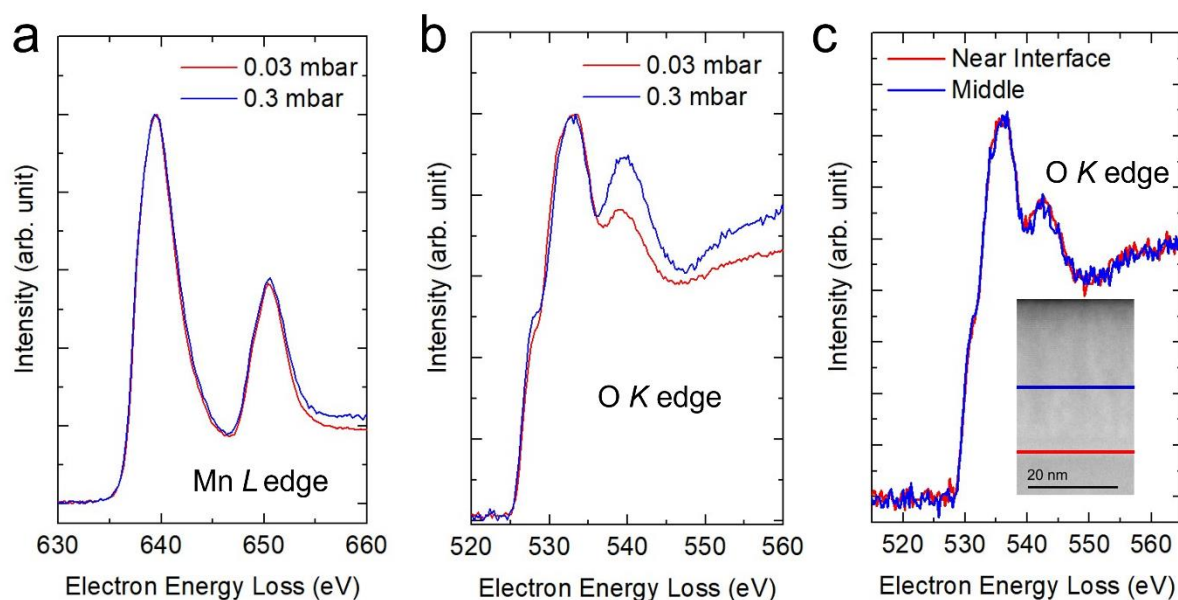 a
0.03 mbar
0.3 mbar
Intensity (arb. unit)
Mn L edge
630 640 650 660
Electron Energy Loss (eV)
b
0.03 mbar
0.3 mbar
Intensity (arb. unit)
O K edge
520 530 540 550 560
Electron Energy Loss (eV)
c
Near Interface
Middle
O K edge
Intensity (arb. unit)
20 nm
520 530 540 550 560
Electron Energy Loss (eV)